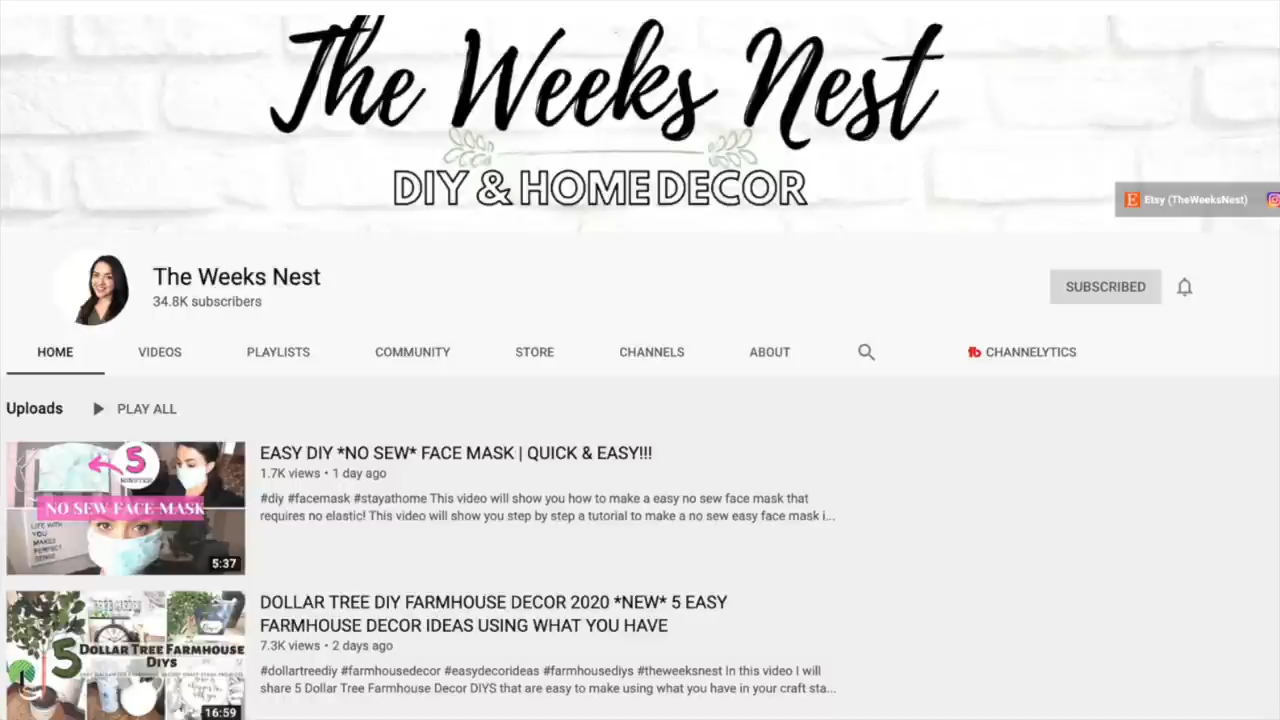 The Weeks Nest
DIY & HOME DECOR
Etsy (TheWeeksNest)
The Weeks Nest
34.8K subscribers
SUBSCRIBED
HOME VIDEOS PLAYLISTS COMMUNITY STORE CHANNELS ABOUT CHANNELYTICS
Uploads PLAY ALL
5
MINUTES
NO SEW FACE MASK
LIFE WITH
YOU
MAKES
PERFECT
SENSE
5:37
EASY DIY *NO SEW* FACE MASK | QUICK & EASY!!!
1.7K views • 1 day ago
#diy #facemask #stayathome This video will show you how to make a easy no sew face mask that
requires no elastic! This video will show you step by step a tutorial to make a no sew easy face mask i...
5 DOLLAR TREE FARMHOUSE
DIYS
16:59
DOLLAR TREE DIY FARMHOUSE DECOR 2020 *NEW* 5 EASY
FARMHOUSE DECOR IDEAS USING WHAT YOU HAVE
7.3K views • 2 days ago
#dollartreediy #farmhousedecor #easydecorideas #farmhousediys #theweeksnest In this video I will
share 5 Dollar Tree Farmhouse Decor DIYS that are easy to make using what you have in your craft sta...